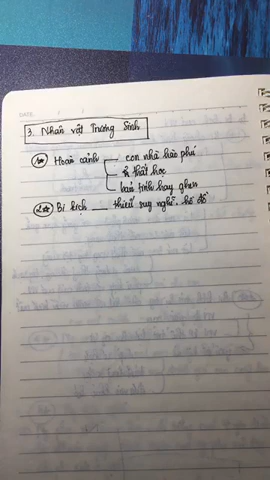 DATE
3. Nhân vật Trương Sinh
1 Hoàn cảnh con nhà hào phú
ít thất học
bản tính hay ghen
2 Bi kịch thiếu suy nghĩ, hồ đồ